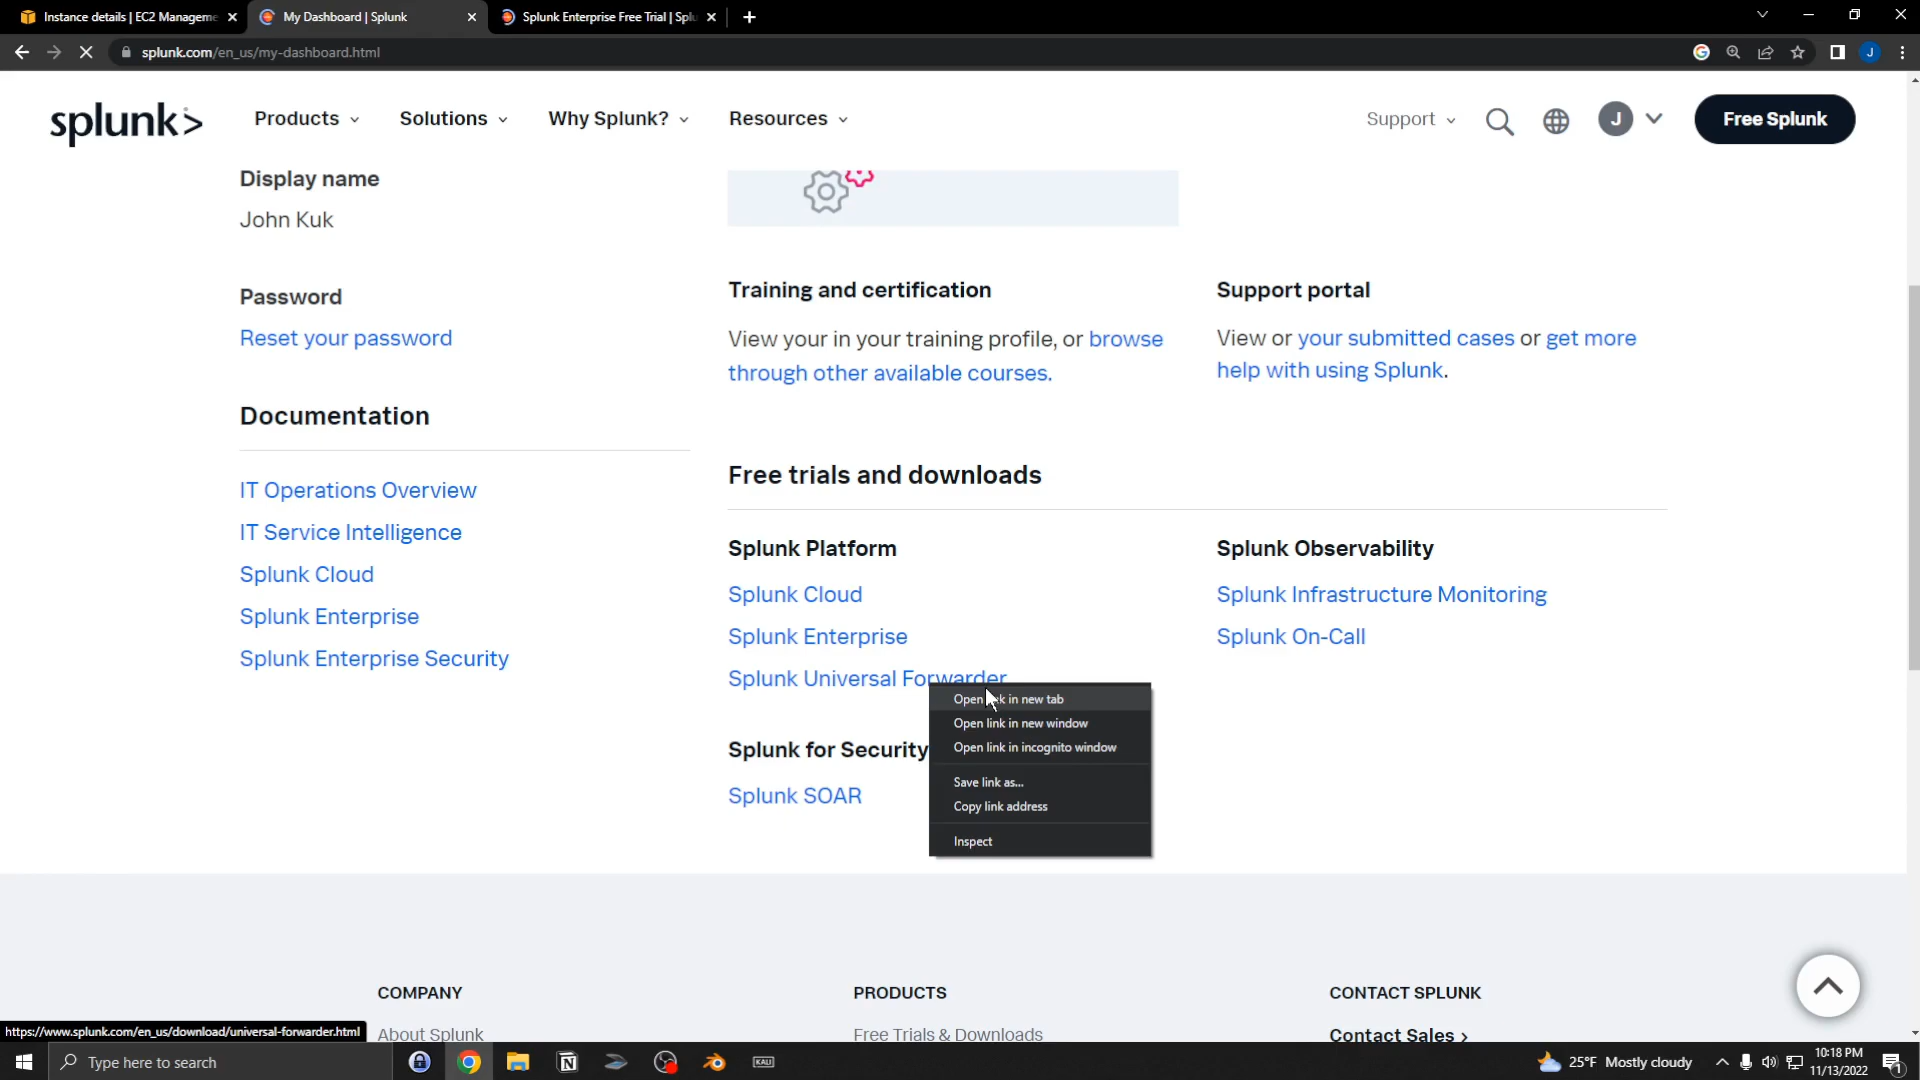 Instance details | EC2 Manageme
My Dashboard | Splunk
Splunk Enterprise Free Trial | Splu
splunk.com/en_us/my-dashboard.html
J
splunk>
Products
Solutions
Why Splunk?
Resources
Support
J
Free Splunk
Display name
John Kuk
Password
Reset your password
Documentation
IT Operations Overview
IT Service Intelligence
Splunk Cloud
Splunk Enterprise
Splunk Enterprise Security
Training and certification
View your in your training profile, or browse
through other available courses.
Support portal
View or your submitted cases or get more
help with using Splunk.
Free trials and downloads
Splunk Platform
Splunk Cloud
Splunk Enterprise
Splunk Universal Forwarder
Splunk for Security
Splunk SOAR
Splunk Observability
Splunk Infrastructure Monitoring
Splunk On-Call
Open link in new tab
Open link in new window
Open link in incognito window
Save link as...
Copy link address
Inspect
COMPANY
About Splunk
PRODUCTS
Free Trials & Downloads
CONTACT SPLUNK
Contact Sales >
https://www.splunk.com/en_us/download/universal-forwarder.html
Type here to search
KALI
25°F Mostly cloudy
10:18 PM
11/13/2022
1